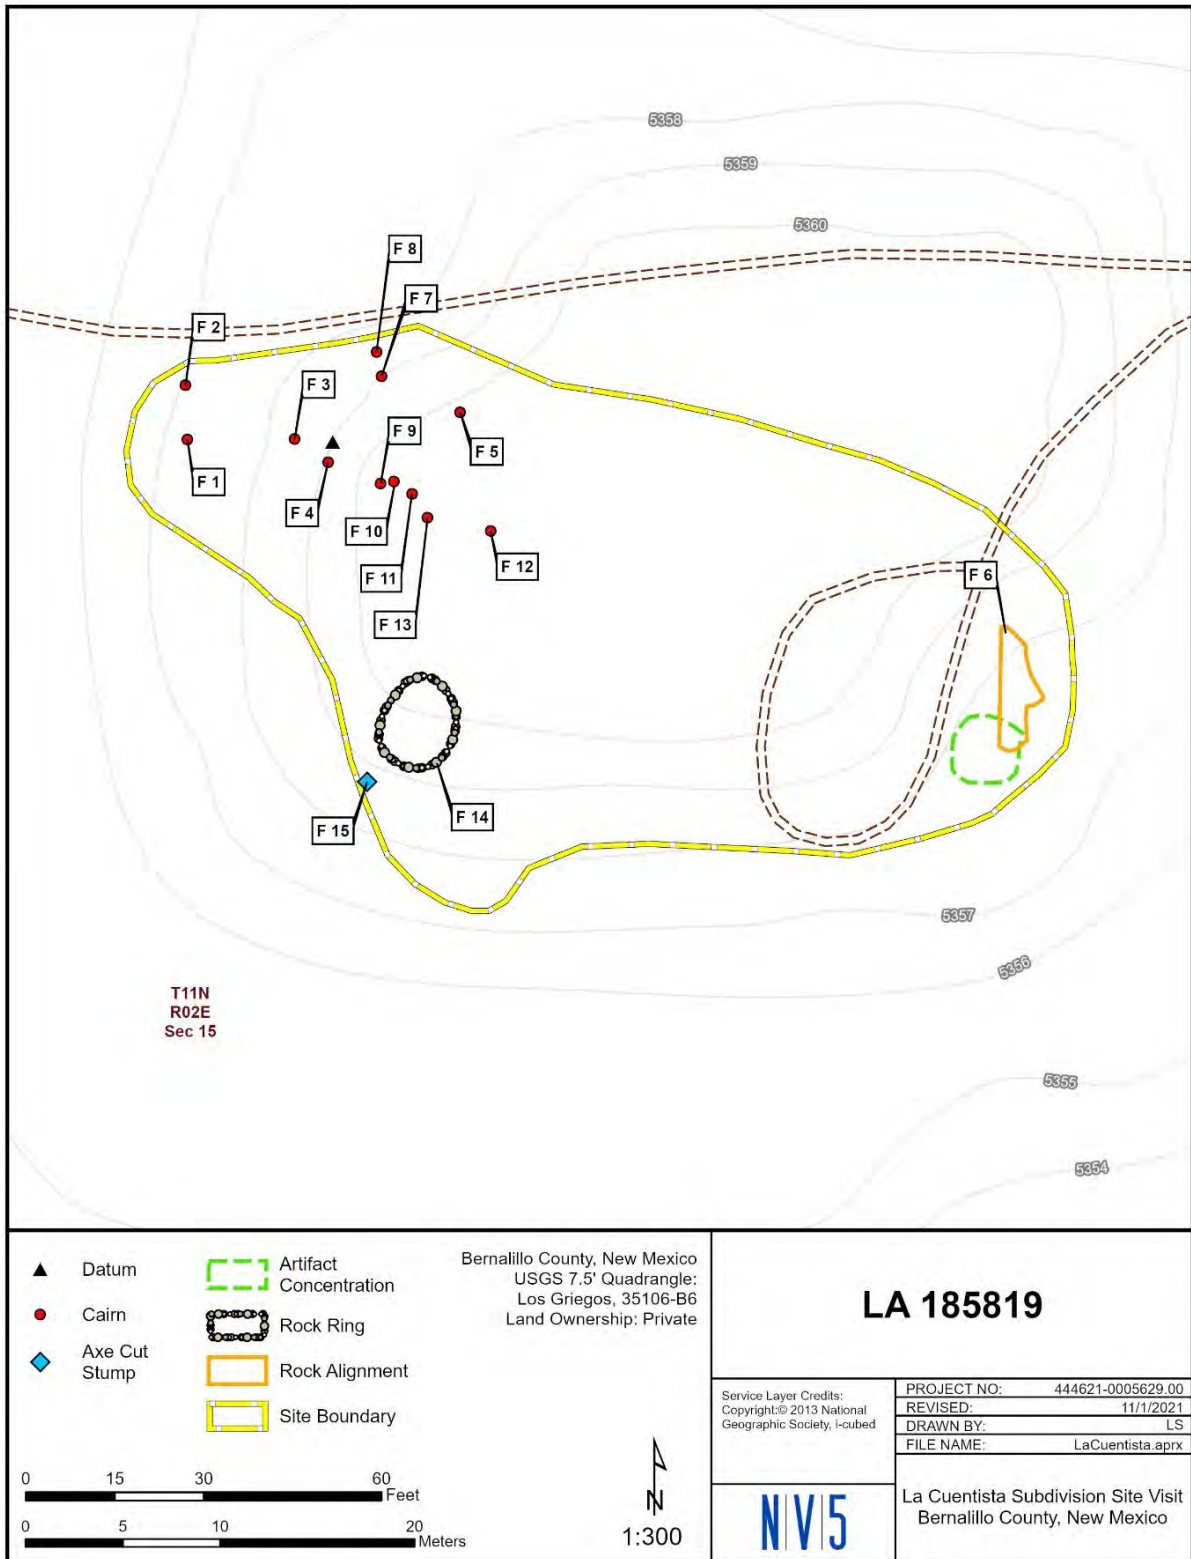 5358
5359
5360
F 8
F 7
F 2
F 3
F 9
F 5
F 1
F 4
F 10
F 12
F 11
F 6
F 13
F 14
F 15
5357
5356
T11N
R02E
Sec 15
5355
5354
Datum
Cairn
Axe Cut
Stump
Artifact
Concentration
Rock Ring
Rock Alignment
Site Boundary
Bernalillo County, New Mexico
USGS 7.5' Quadrangle:
Los Griegos, 35106-B6
Land Ownership: Private
0 15 30 60
Feet
0 5 10 20
Meters
N
1:300
LA 185819
Service Layer Credits:
Copyright:© 2013 National
Geographic Society, i-cubed
PROJECT NO: 444621-0005629.00
REVISED: 11/1/2021
DRAWN BY: LS
FILE NAME: LaCuentista.aprx
N|V|5
La Cuentista Subdivision Site Visit
Bernalillo County, New Mexico